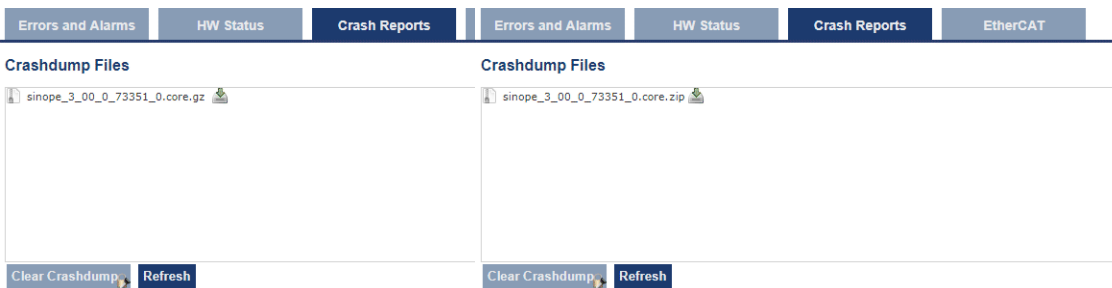 Errors and Alarms HW Status Crash Reports
Crashdump Files
sinope_3_00_0_73351_0.core.gz
Clear Crashdump Refresh
Errors and Alarms HW Status Crash Reports EtherCAT
Crashdump Files
sinope_3_00_0_73351_0.core.zip
Clear Crashdump Refresh